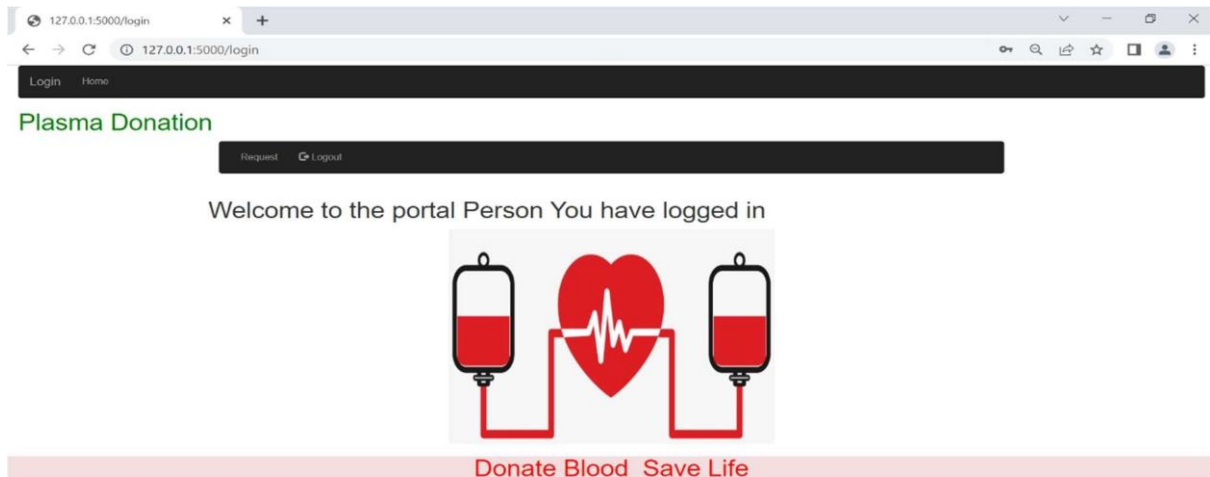 127.0.0.1:5000/login
127.0.0.1:5000/login
Login Home
Plasma Donation
Request Logout
Welcome to the portal Person You have logged in
Donate Blood Save Life